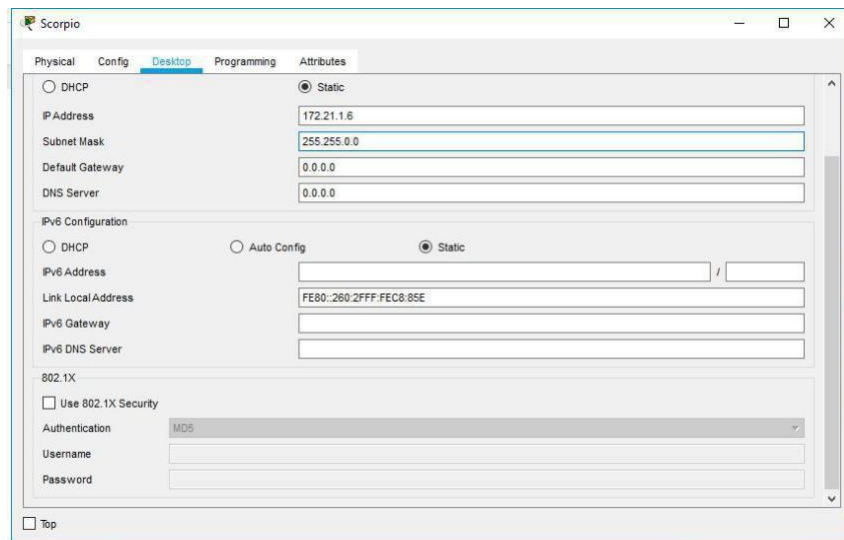 Scorpio
Physical Config Desktop Programming Attributes
DHCP Static
IP Address 172.21.1.6
Subnet Mask 255.255.0.0
Default Gateway 0.0.0.0
DNS Server 0.0.0.0
IPv6 Configuration
DHCP Auto Config Static
IPv6 Address /
Link Local Address FE80::260:2FFF:FEC8:85E
IPv6 Gateway
IPv6 DNS Server
802.1X
Use 802.1X Security
Authentication MD5
Username
Password
Top